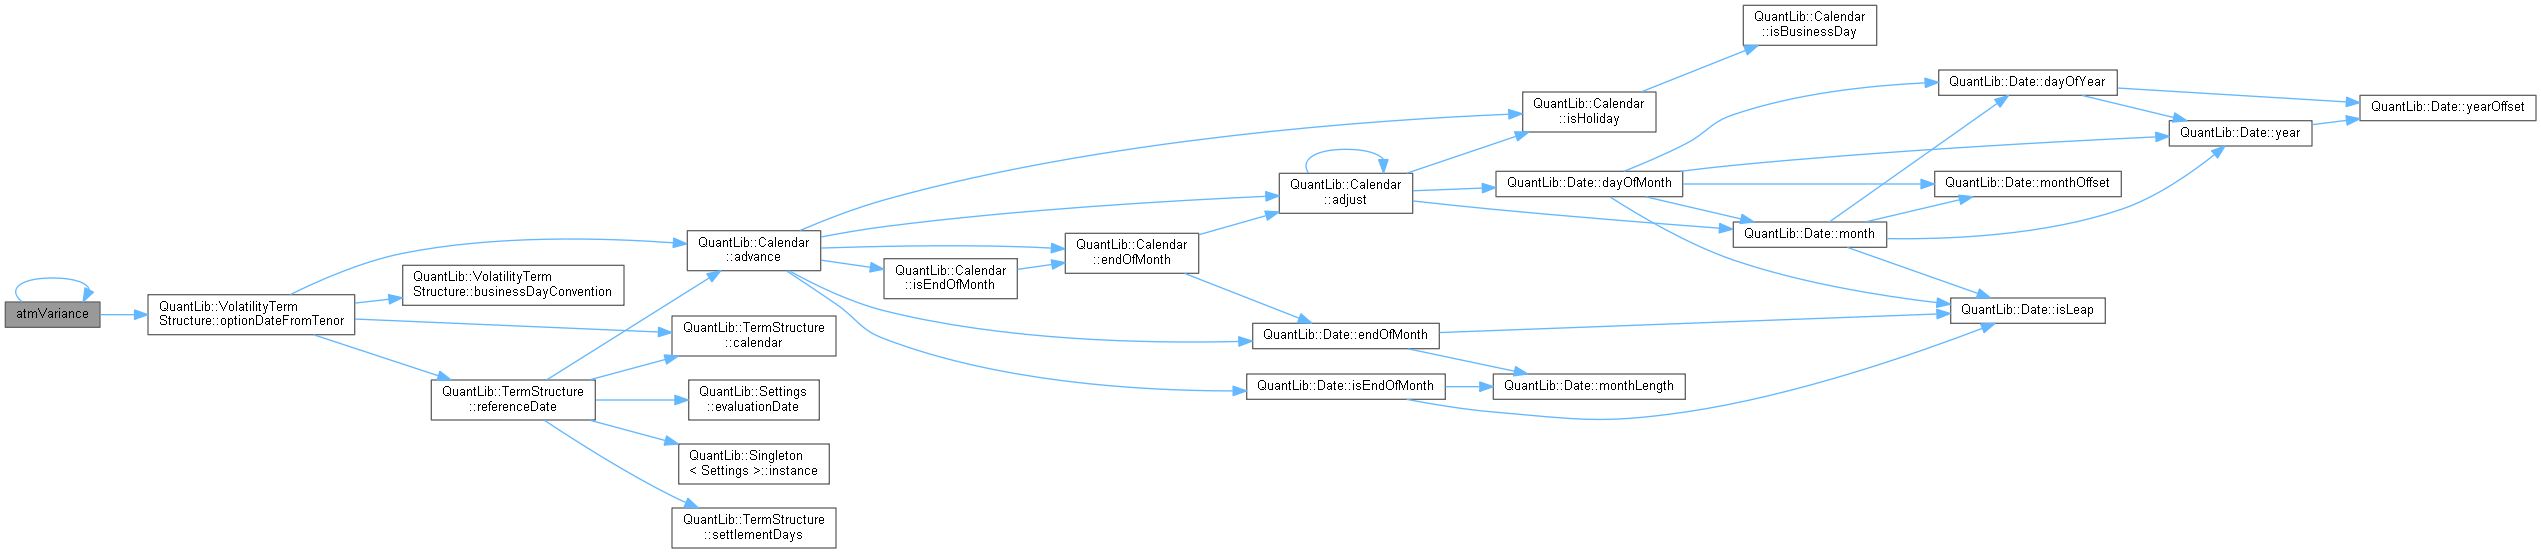 atmVariance
QuantLib::VolatilityTerm
Structure::optionDateFromTenor
QuantLib::VolatilityTerm
Structure::businessDayConvention
QuantLib::TermStructure
::referenceDate
QuantLib::Calendar
::advance
QuantLib::TermStructure
::calendar
QuantLib::Settings
::evaluationDate
QuantLib::Singleton
< Settings >::instance
QuantLib::TermStructure
::settlementDays
QuantLib::Calendar
::isEndOfMonth
QuantLib::Calendar
::endOfMonth
QuantLib::Calendar
::adjust
QuantLib::Date::endOfMonth
QuantLib::Date::isEndOfMonth
QuantLib::Calendar
::isHoliday
QuantLib::Date::dayOfMonth
QuantLib::Date::monthLength
QuantLib::Calendar
::isBusinessDay
QuantLib::Date::month
QuantLib::Date::dayOfYear
QuantLib::Date::monthOffset
QuantLib::Date::isLeap
QuantLib::Date::year
QuantLib::Date::yearOffset